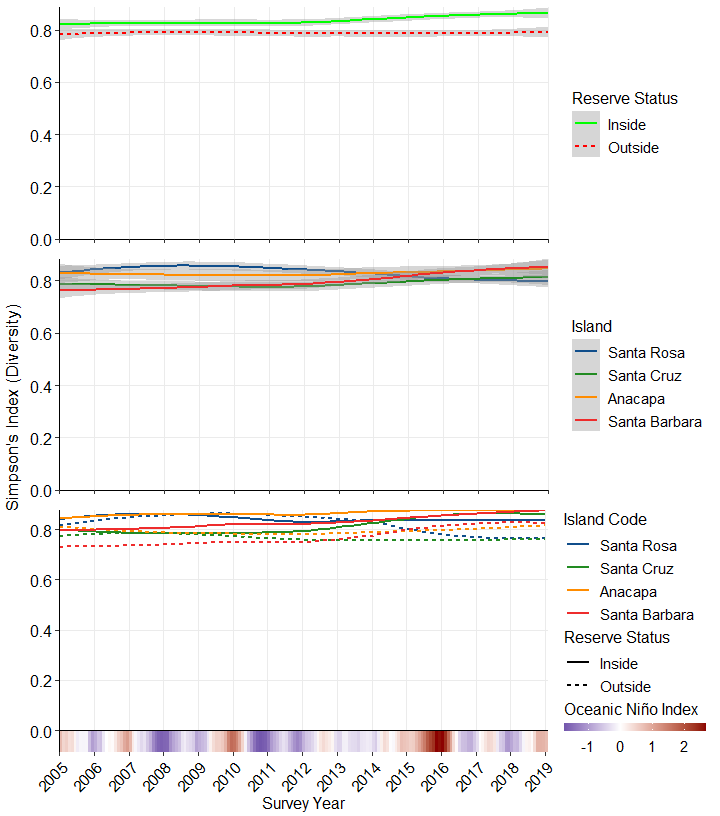 0.8
0.6
0.4
0.2
0.0
Reserve Status
Inside
Outside
Simpson's Index (Diversity)
0.8
0.6
0.4
0.2
0.0
Island
Santa Rosa
Santa Cruz
Anacapa
Santa Barbara
0.8
0.6
0.4
0.2
0.0
Island Code
Santa Rosa
Santa Cruz
Anacapa
Santa Barbara
Reserve Status
Inside
Outside
Oceanic Niño Index
-1 0 1 2
2005 2006 2007 2008 2009 2010 2011 2012 2013 2014 2015 2016 2017 2018 2019
Survey Year